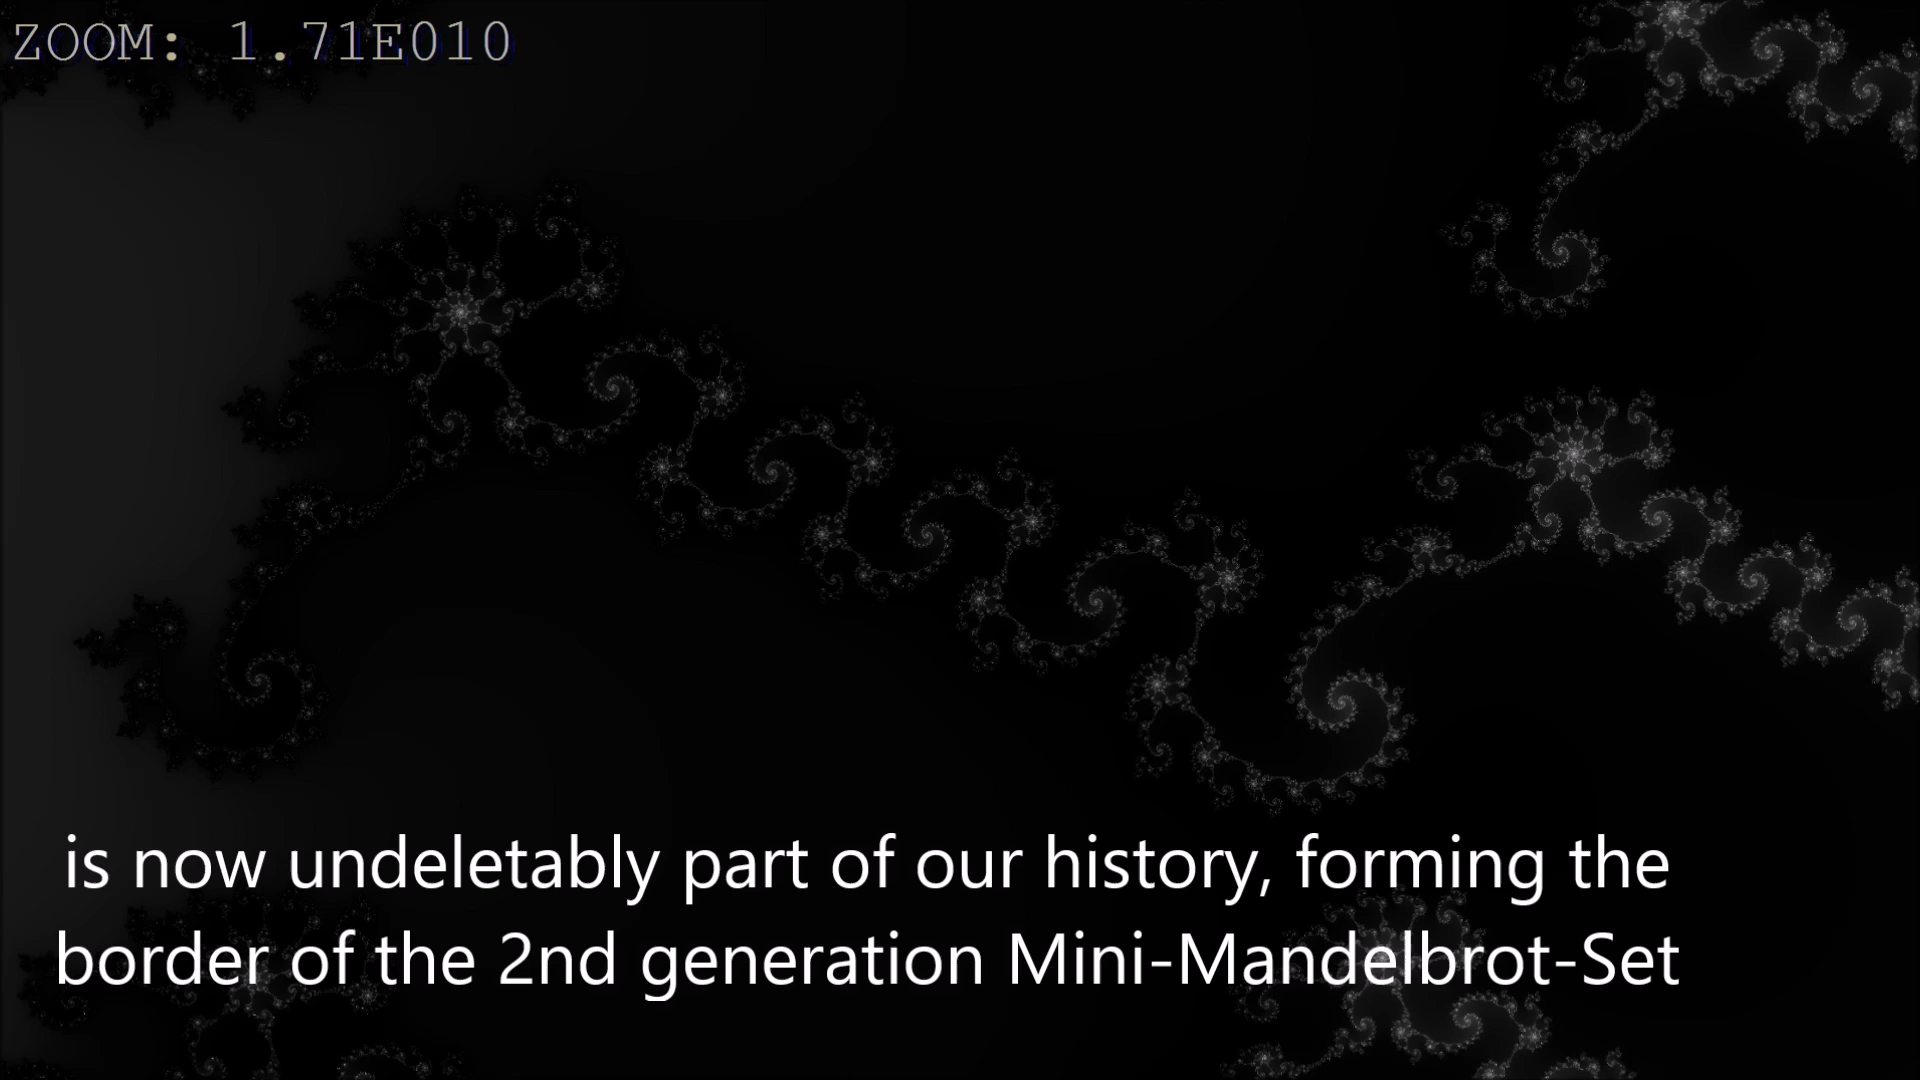 ZOOM: 1.71E010
is now undeletably part of our history, forming the
border of the 2nd generation Mini-Mandelbrot-Set